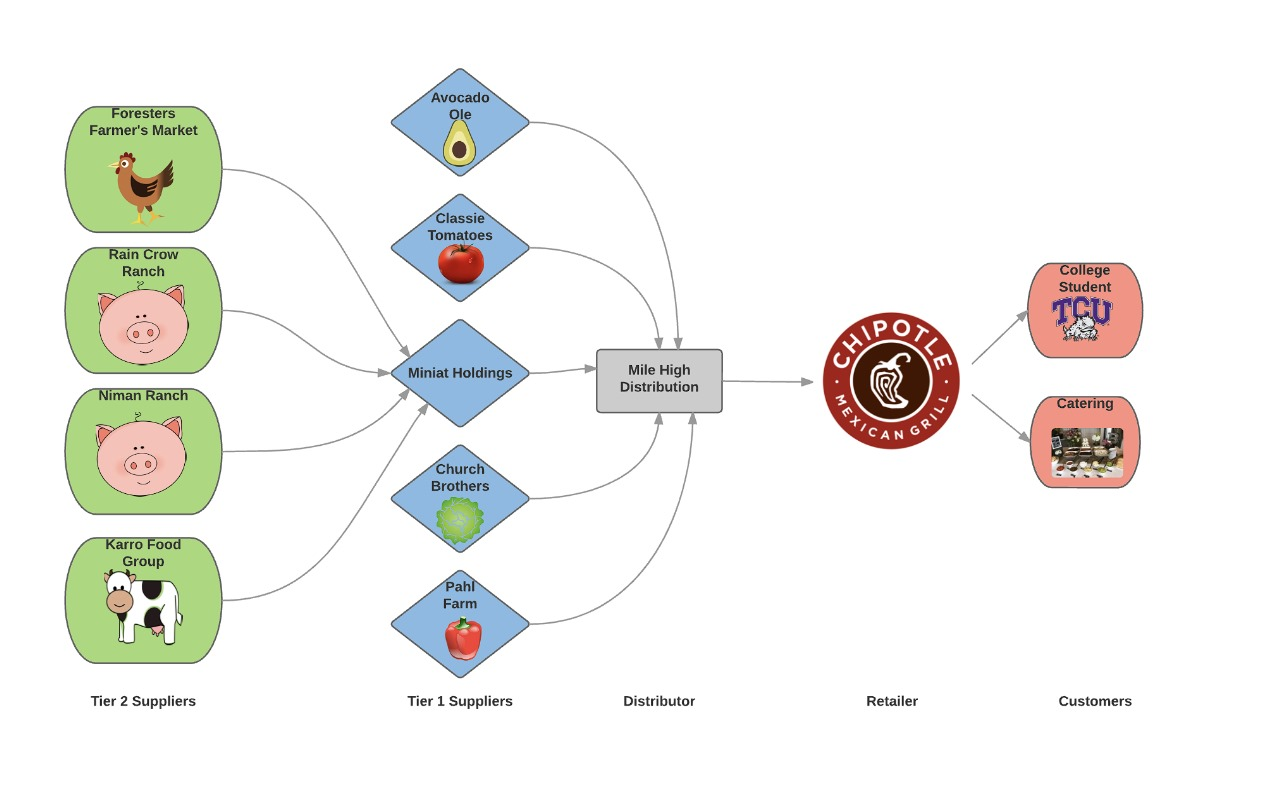 Foresters
Farmer's Market
Rain Crow
Ranch
Niman Ranch
Karro Food
Group
Tier 2 Suppliers
Avocado
Ole
Classie
Tomatoes
Miniat Holdings
Church
Brothers
Pahl
Farm
Tier 1 Suppliers
Mile High
Distribution
Distributor
CHIPOTLE
MEXICAN GRILL
Retailer
College
Student
TCU
Catering
Customers